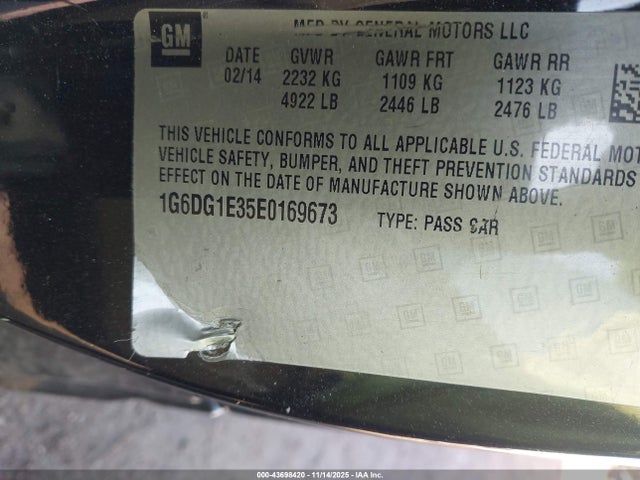 GM
MFD BY GENERAL MOTORS LLC
DATE GVWR GAWR FRT GAWR RR
02/14 2232 KG 1109 KG 1123 KG
4922 LB 2446 LB 2476 LB
THIS VEHICLE CONFORMS TO ALL APPLICABLE U.S. FEDERAL MOT
VEHICLE SAFETY, BUMPER, AND THEFT PREVENTION STANDARDS
EFFECT ON THE DATE OF MANUFACTURE SHOWN ABOVE.
1G6DG1E35E0169673 TYPE: PASS CAR
000-43698420 - 11/14/2025 - IAA Inc.